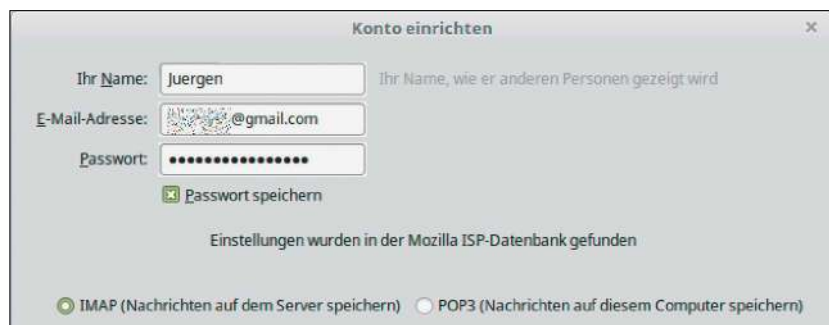 Konto einrichten
Ihr Name: Juergen Ihr Name, wie er anderen Personen gezeigt wird
E-Mail-Adresse: @gmail.com
Passwort: ••••••••••••••••
Passwort speichern
Einstellungen wurden in der Mozilla ISP-Datenbank gefunden
IMAP (Nachrichten auf dem Server speichern) POP3 (Nachrichten auf diesem Computer speichern)